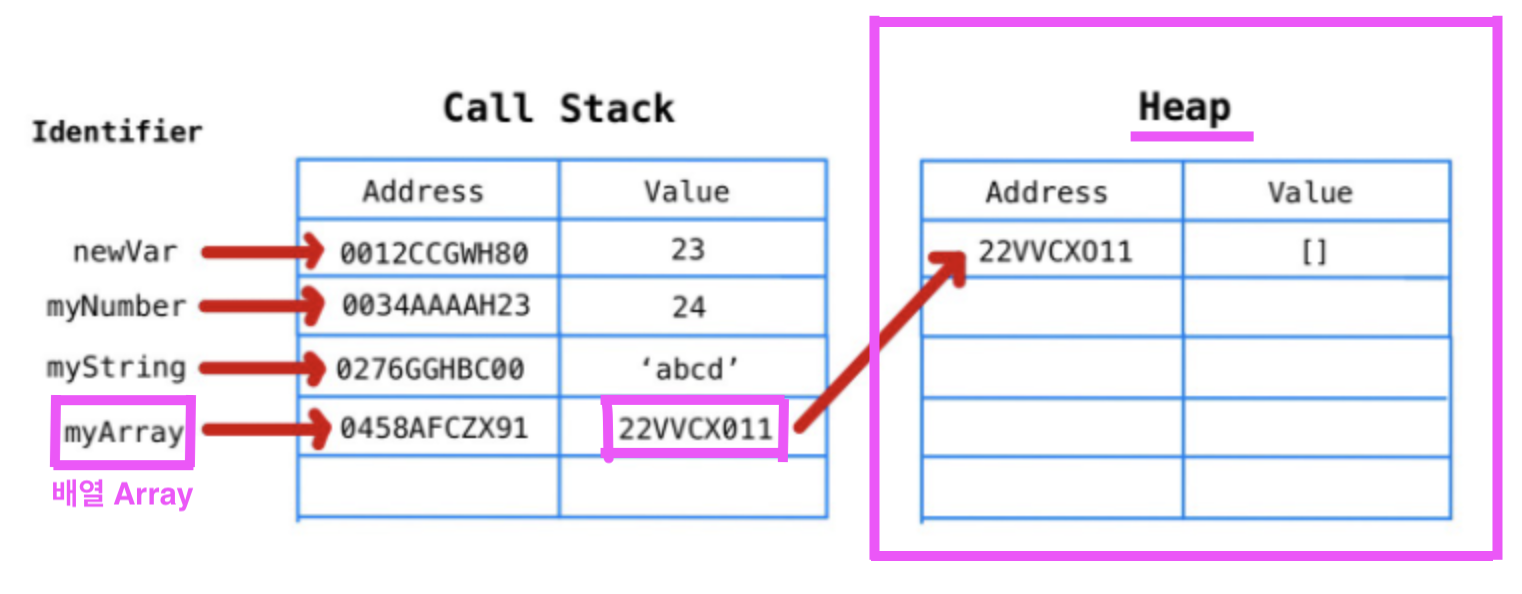 Call Stack
Heap
Identifier
Address Value
Address Value
newVar
0012CCGWH80 23
22VVCX011 []
myNumber
0034AAAAH23 24
myString
0276GGHBC00 ‘abcd’
myArray
0458AFCZX91 22VVCX011
배열 Array